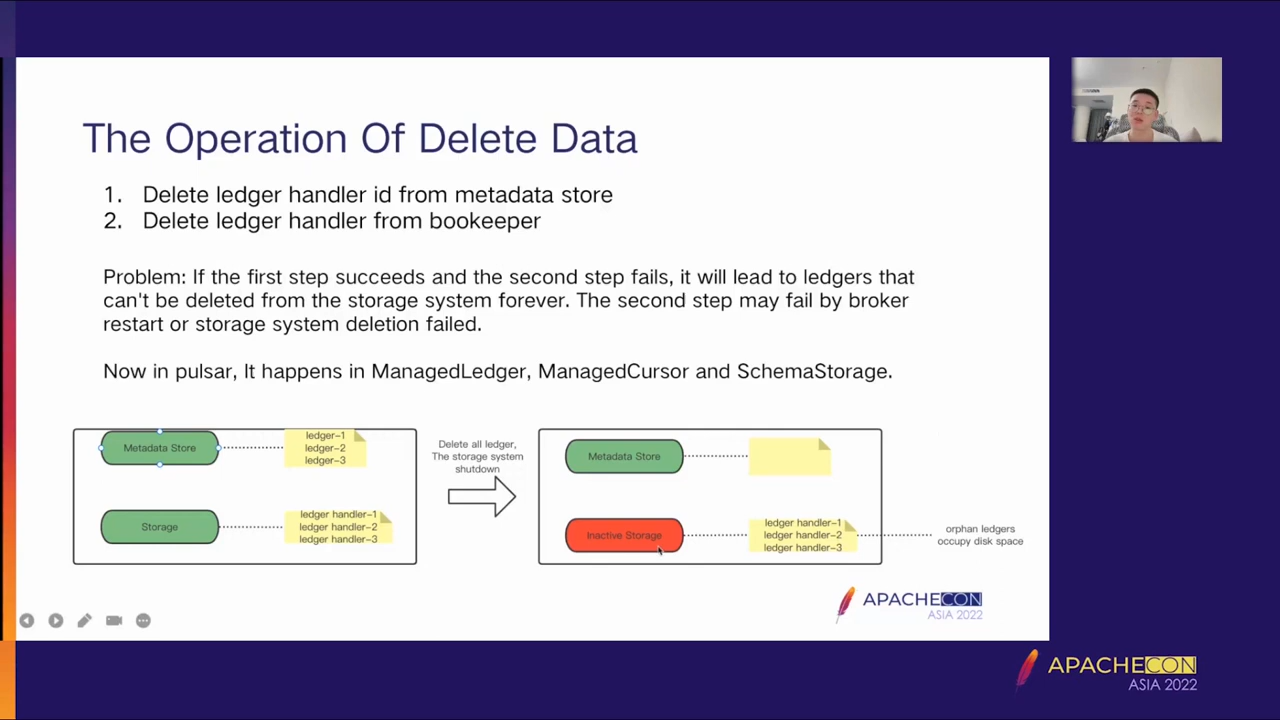 The Operation Of Delete Data
1. Delete ledger handler id from metadata store
2. Delete ledger handler from bookeeper
Problem: If the first step succeeds and the second step fails, it will lead to ledgers that
can't be deleted from the storage system forever. The second step may fail by broker
restart or storage system deletion failed.
Now in pulsar, It happens in ManagedLedger, ManagedCursor and SchemaStorage.
Metadata Store
ledger-1
ledger-2
ledger-3
Storage
ledger handler-1
ledger handler-2
ledger handler-3
Delete all ledger,
The storage system
shutdown
Metadata Store
Inactive Storage
ledger handler-1
ledger handler-2
ledger handler-3
orphan ledgers
occupy disk space
APACHECON
ASIA 2022
APACHECON
ASIA 2022